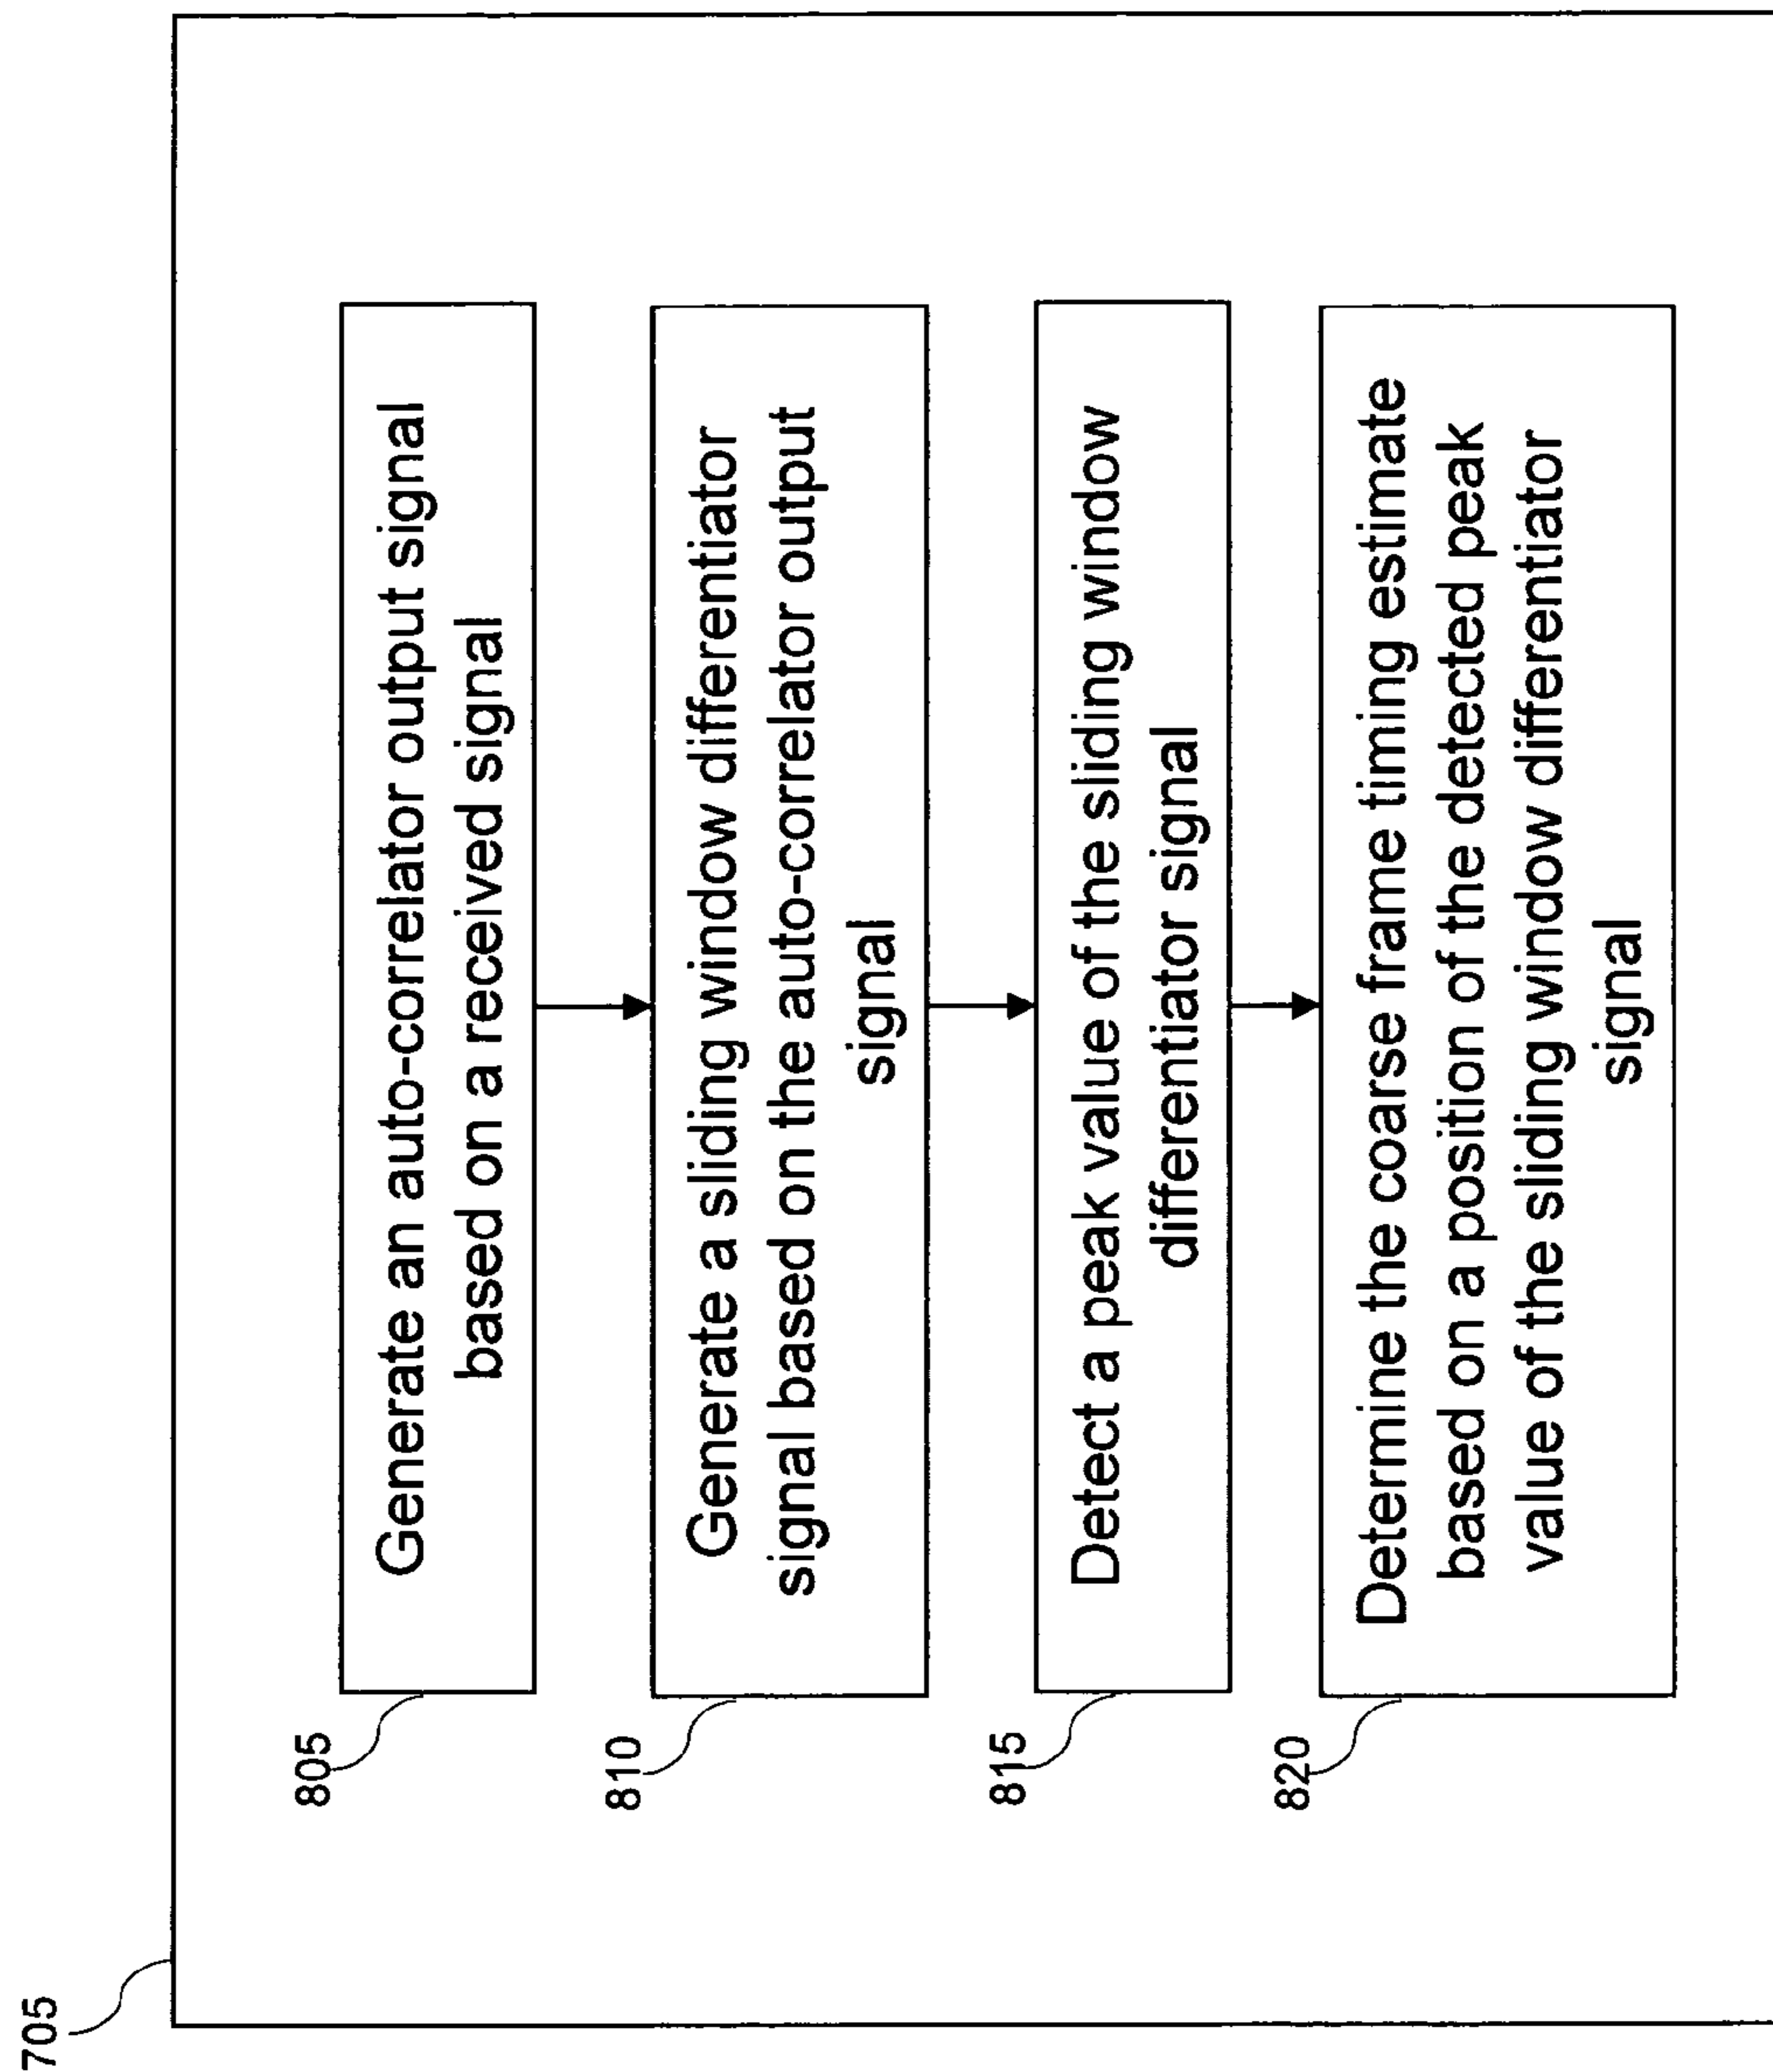 705
805
Generate an auto-correlator output signal
based on a received signal
810
Generate a sliding window differentiator
signal based on the auto-correlator output
signal
815
Detect a peak value of the sliding window
differentiator signal
820
Determine the coarse frame timing estimate
based on a position of the detected peak
value of the sliding window differentiator
signal